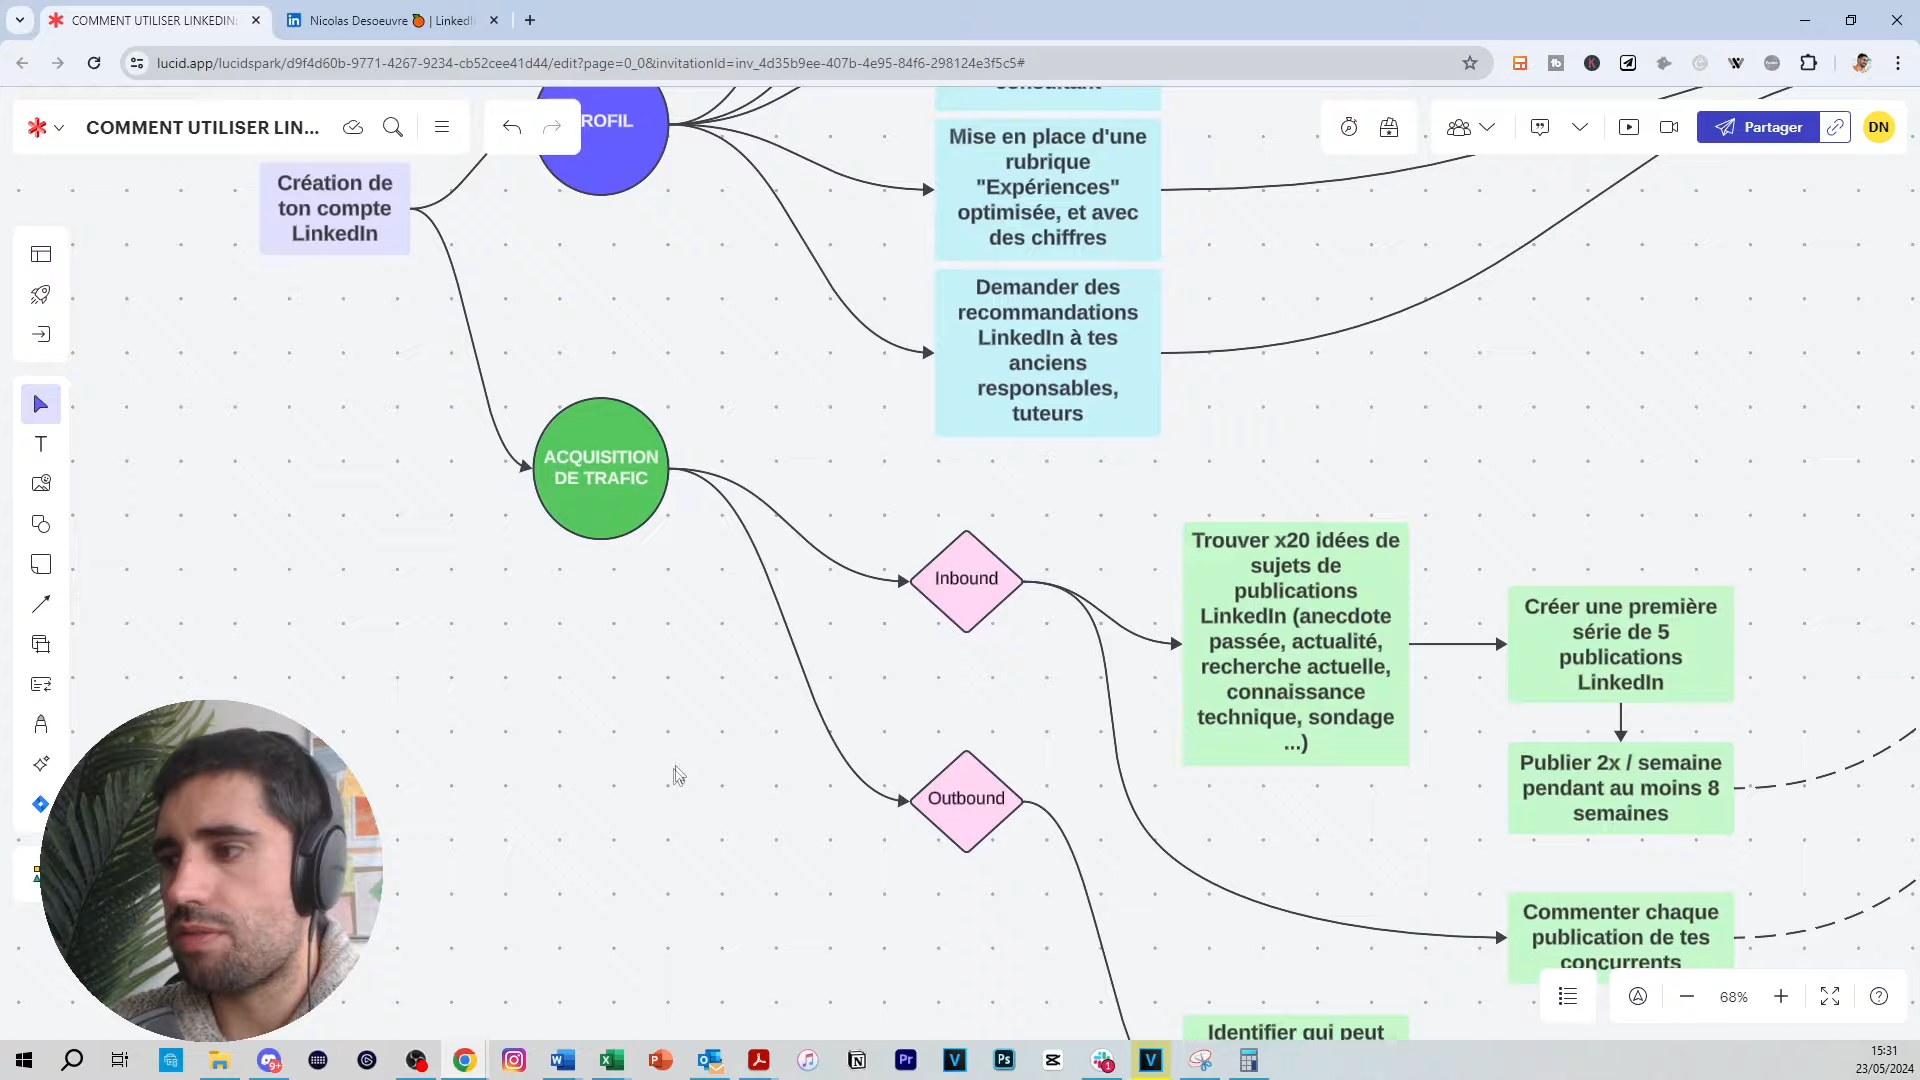 COMMENT UTILISER LINKEDIN
Nicolas Desoeuvre 🍊 | LinkedI
lucid.app/lucidspark/d9f4d60b-9771-4267-9234-cb52cee41d44/edit?page=0_0&invitationId=inv_4d35b9ee-407b-4e95-84f6-298124e3f5c5#
COMMENT UTILISER LIN...
Partager
DN
ROFIL
consultant
Mise en place d'une
rubrique
"Expériences"
optimisée, et avec
des chiffres
Création de
ton compte
LinkedIn
Demander des
recommandations
LinkedIn à tes
anciens
responsables,
tuteurs
ACQUISITION
DE TRAFIC
Inbound
Trouver x20 idées de
sujets de
publications
LinkedIn (anecdote
passée, actualité,
recherche actuelle,
connaissance
technique, sondage
...)
Créer une première
série de 5
publications
LinkedIn
Publier 2x / semaine
pendant au moins 8
semaines
Outbound
Commenter chaque
publication de tes
concurrents
Identifier qui peut
68%
15:31
23/05/2024